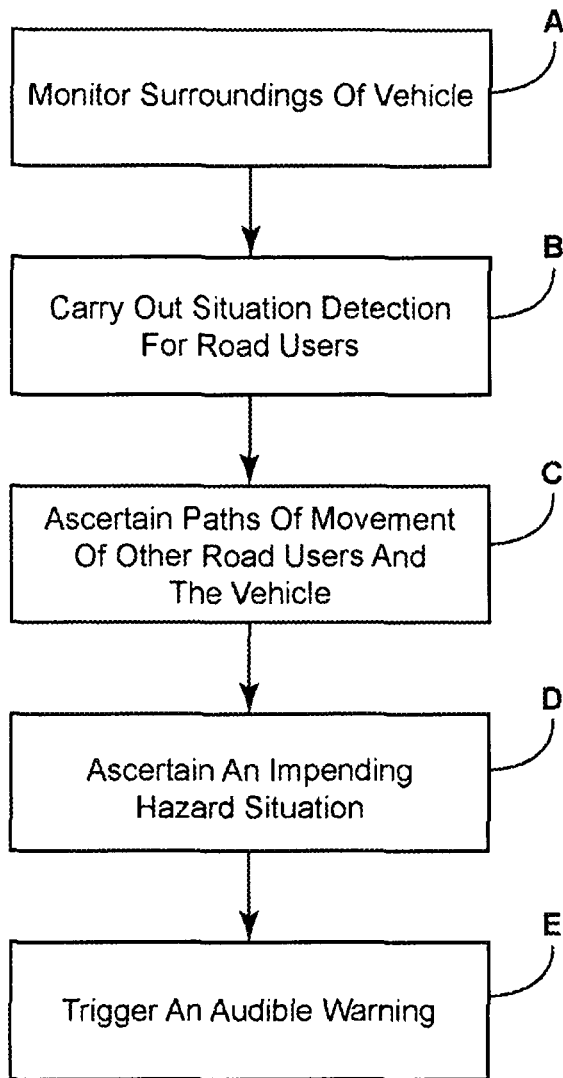 A
Monitor Surroundings Of Vehicle
B
Carry Out Situation Detection
For Road Users
C
Ascertain Paths Of Movement
Of Other Road Users And
The Vehicle
D
Ascertain An Impending
Hazard Situation
E
Trigger An Audible Warning